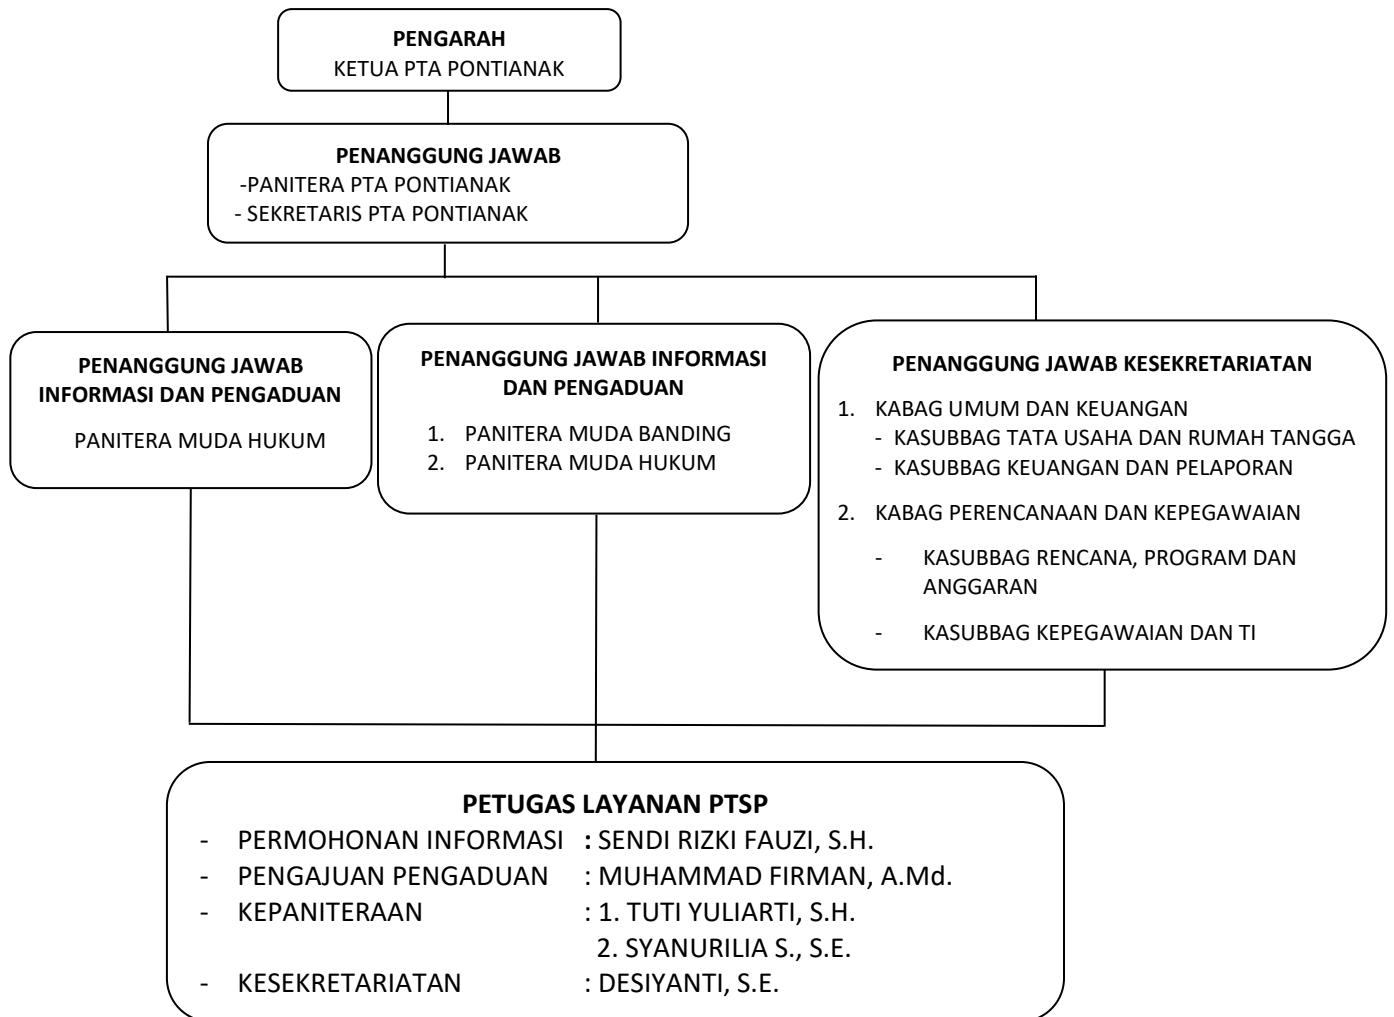 PENGARAH
KETUA PTA PONTIANAK
PENANGGUNG JAWAB
-PANITERA PTA PONTIANAK
- SEKRETARIS PTA PONTIANAK
PENANGGUNG JAWAB
INFORMASI DAN PENGADUAN
PANITERA MUDA HUKUM
PENANGGUNG JAWAB INFORMASI
DAN PENGADUAN
1. PANITERA MUDA BANDING
2. PANITERA MUDA HUKUM
PENANGGUNG JAWAB KESEKRETARIATAN
1. KABAG UMUM DAN KEUANGAN
- KASUBBAG TATA USAHA DAN RUMAH TANGGA
- KASUBBAG KEUANGAN DAN PELAPORAN
2. KABAG PERENCANAAN DAN KEPEGAWAIAN
- KASUBBAG RENCANA, PROGRAM DAN
ANGGARAN
- KASUBBAG KEPEGAWAIAN DAN TI
PETUGAS LAYANAN PTSP
- PERMOHONAN INFORMASI : SENDI RIZKI FAUZI, S.H.
- PENGAJUAN PENGADUAN : MUHAMMAD FIRMAN, A.Md.
- KEPANITERAAN : 1. TUTI YULIARTI, S.H.
2. SYANURILIA S., S.E.
- KESEKRETARIATAN : DESIYANTI, S.E.